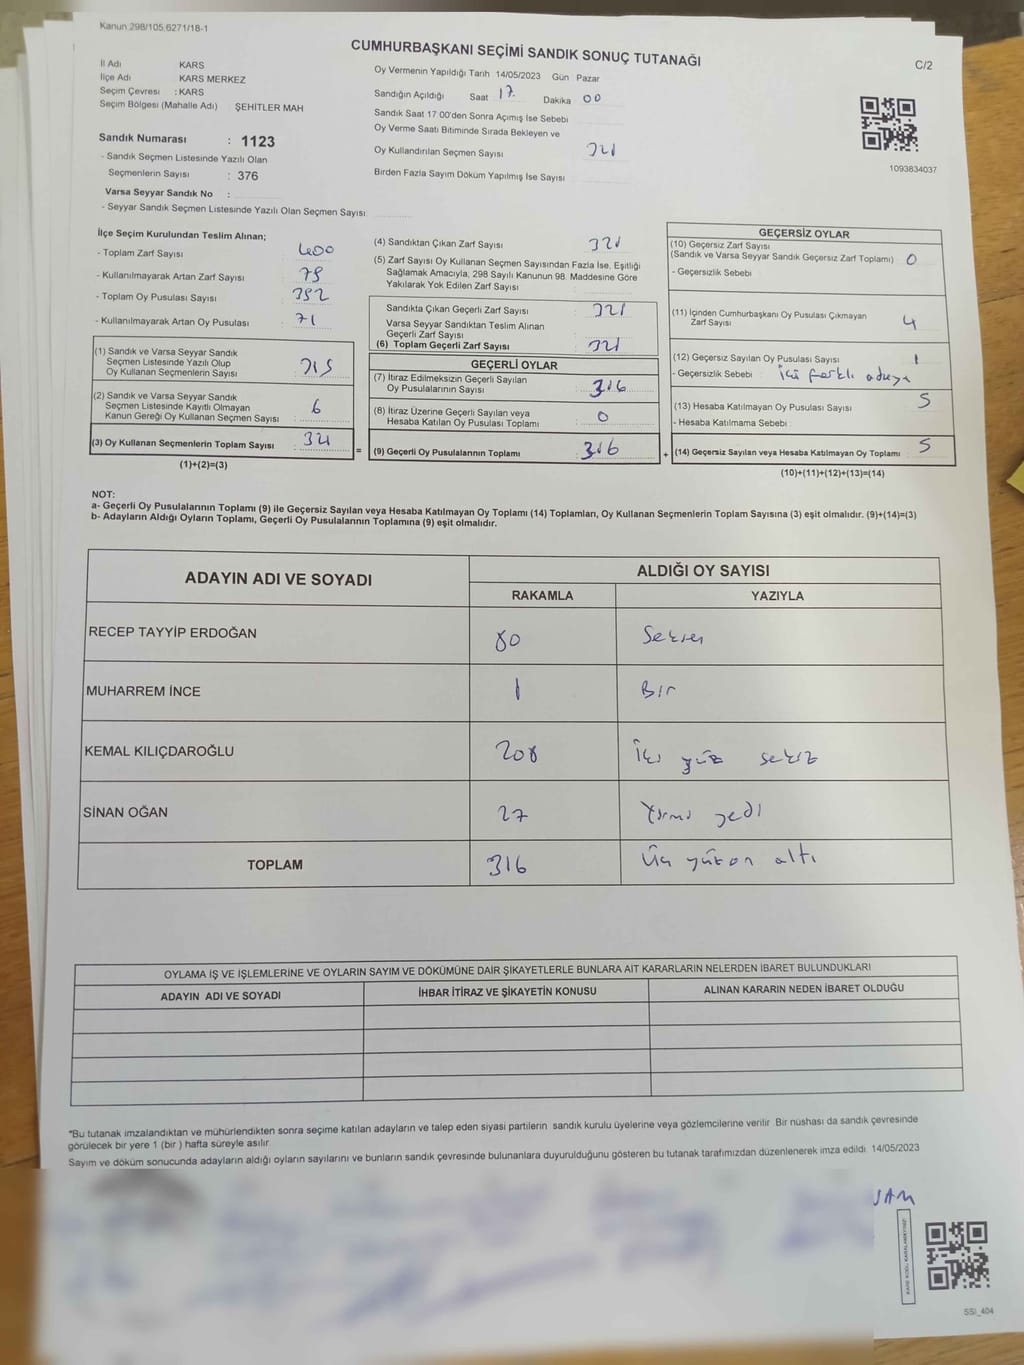 Kanun 298/105,6271/18-1
CUMHURBAŞKANI SEÇİMİ SANDIK SONUÇ TUTANAĞI
C/2
İl Adı KARS
İlçe Adı KARS MERKEZ
Seçim Çevresi : KARS
Seçim Bölgesi (Mahalle Adı) ŞEHİTLER MAH
Sandık Numarası : 1123
- Sandık Seçmen Listesinde Yazılı Olan
Seçmenlerin Sayısı : 376
Varsa Seyyar Sandık No :
- Seyyar Sandık Seçmen Listesinde Yazılı Olan Seçmen Sayısı
Oy Vermenin Yapıldığı Tarih 14/05/2023 Gün Pazar
Sandığın Açıldığı Saat 17 Dakika 00
Sandık Saat 17 00'den Sonra Açımış İse Sebebi
Oy Verme Saatı Bitiminde Sırada Bekleyen ve
Oy Kullandırılan Seçmen Sayısı 321
Birden Fazla Sayım Döküm Yapılmış İse Sayısı
1093834037
İlçe Seçim Kurulundan Teslim Alınan;
- Toplam Zarf Sayısı 400
- Kullanılmayarak Artan Zarf Sayısı 79
- Toplam Oy Pusulası Sayısı 392
- Kullanılmayarak Artan Oy Pusulası 71
(1) Sandık ve Varsa Seyyar Sandık
Seçmen Listesinde Yazılı Olup
Oy Kullanan Seçmenlerin Sayısı 315
(2) Sandık ve Varsa Seyyar Sandık
Seçmen Listesinde Kayıtlı Olmayan
Kanun Gereği Oy Kullanan Seçmen Sayısı 6
(3) Oy Kullanan Seçmenlerin Toplam Sayısı 321
(1)+(2)=(3)
(4) Sandıktan Çıkan Zarf Sayısı 321
(5) Zarf Sayısı Oy Kullanan Seçmen Sayısından Fazla İse, Eşitliği
Sağlamak Amacıyla, 298 Sayılı Kanunun 98. Maddesine Göre
Yakılarak Yok Edilen Zarf Sayısı
Sandıkta Çıkan Geçerli Zarf Sayısı 321
Varsa Seyyar Sandıktan Teslim Alınan
Geçerli Zarf Sayısı
(6) Toplam Geçerli Zarf Sayısı 321
GEÇERLİ OYLAR
(7) İtiraz Edilmeksizin Geçerli Sayılan
Oy Pusulalarının Sayısı 316
(8) İtiraz Üzerine Geçerli Sayılan veya
Hesaba Katılan Oy Pusulası Toplamı 0
= (9) Geçerli Oy Pusulalarının Toplamı 316
GEÇERSİZ OYLAR
(10) Geçersiz Zarf Sayısı
(Sandık ve Varsa Seyyar Sandık Geçersiz Zarf Toplamı) 0
- Geçersizlik Sebebi
(11) İçinden Cumhurbaşkanı Oy Pusulası Çıkmayan
Zarf Sayısı 4
(12) Geçersiz Sayılan Oy Pusulası Sayısı 1
- Geçersizlik Sebebi İki farklı adaya
(13) Hesaba Katılmayan Oy Pusulası Sayısı 5
- Hesaba Katılmama Sebebi
+ (14) Geçersiz Sayılan veya Hesaba Katılmayan Oy Toplamı 5
(10)+(11)+(12)+(13)=(14)
NOT:
a- Geçerli Oy Pusulalarının Toplamı (9) ile Geçersiz Sayılan veya Hesaba Katılmayan Oy Toplamı (14) Toplamları, Oy Kullanan Seçmenlerin Toplam Sayısına (3) eşit olmalıdır. (9)+(14)=(3)
b- Adayların Aldığı Oyların Toplamı, Geçerli Oy Pusulalarının Toplamına (9) eşit olmalıdır.
ADAYIN ADI VE SOYADI
ALDIĞI OY SAYISI
RAKAMLA YAZIYLA
RECEP TAYYİP ERDOĞAN 80 Seksen
MUHARREM İNCE 1 Bir
KEMAL KILIÇDAROĞLU 208 İki yüz sekiz
SİNAN OĞAN 27 Yirmi yedi
TOPLAM 316 Üç yüz on altı
OYLAMA İŞ VE İŞLEMLERİNE VE OYLARIN SAYIM VE DÖKÜMÜNE DAİR ŞİKAYETLERLE BUNLARA AİT KARARLARIN NELERDEN İBARET BULUNDUKLARI
ADAYIN ADI VE SOYADI İHBAR İTİRAZ VE ŞİKAYETİN KONUSU ALINAN KARARIN NEDEN İBARET OLDUĞU
*Bu tutanak imzalandıktan ve mühürlendikten sonra seçime katılan adayların ve talep eden siyasi partilerin sandık kurulu üyelerine veya gözlemcilerine verilir Bir nüshası da sandık çevresinde
görülecek bir yere 1 (bir) hafta süreyle asılır
Sayım ve döküm sonucunda adayların aldığı oyların sayılarını ve bunların sandık çevresinde bulunanlara duyurulduğunu gösteren bu tutanak tarafımızdan düzenlenerek imza edildi 14/05/2023
KARE KODU KARALAMAYINIZ!
SSI_404